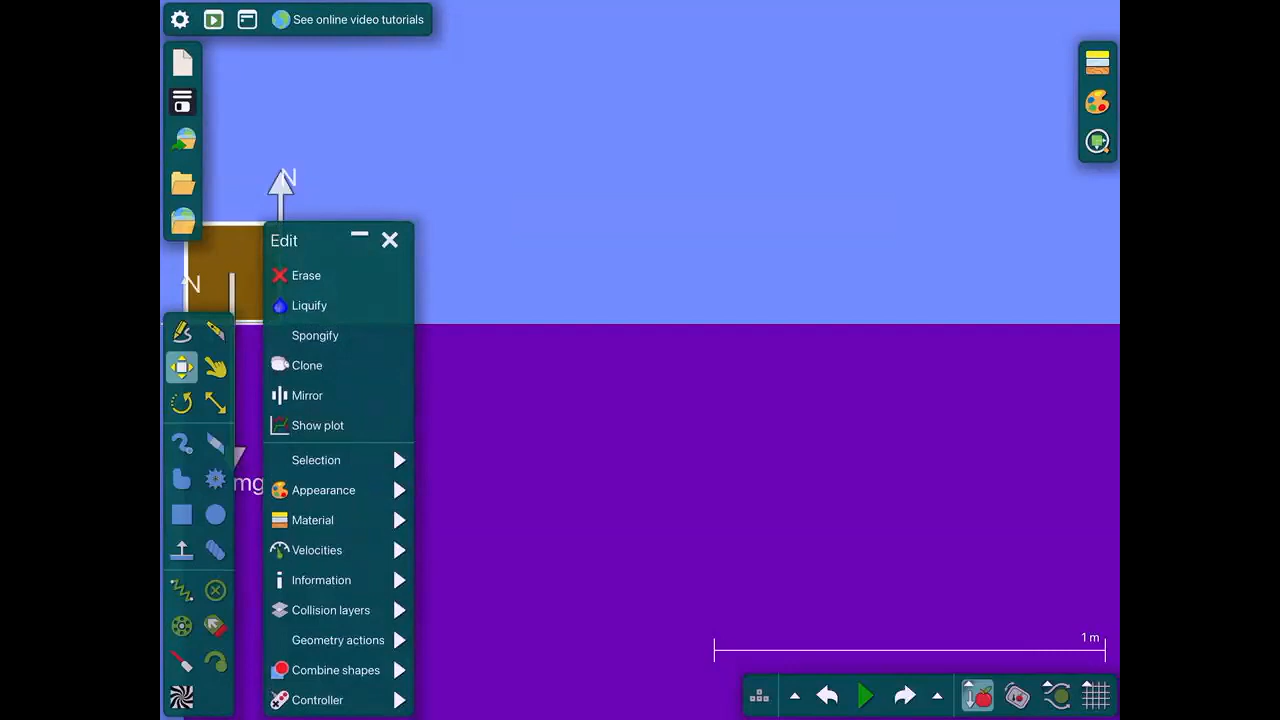 See online video tutorials
N
N
mg
Edit
Erase
Liquify
Spongify
Clone
Mirror
Show plot
Selection
Appearance
Material
Velocities
Information
Collision layers
Geometry actions
Combine shapes
Controller
1 m